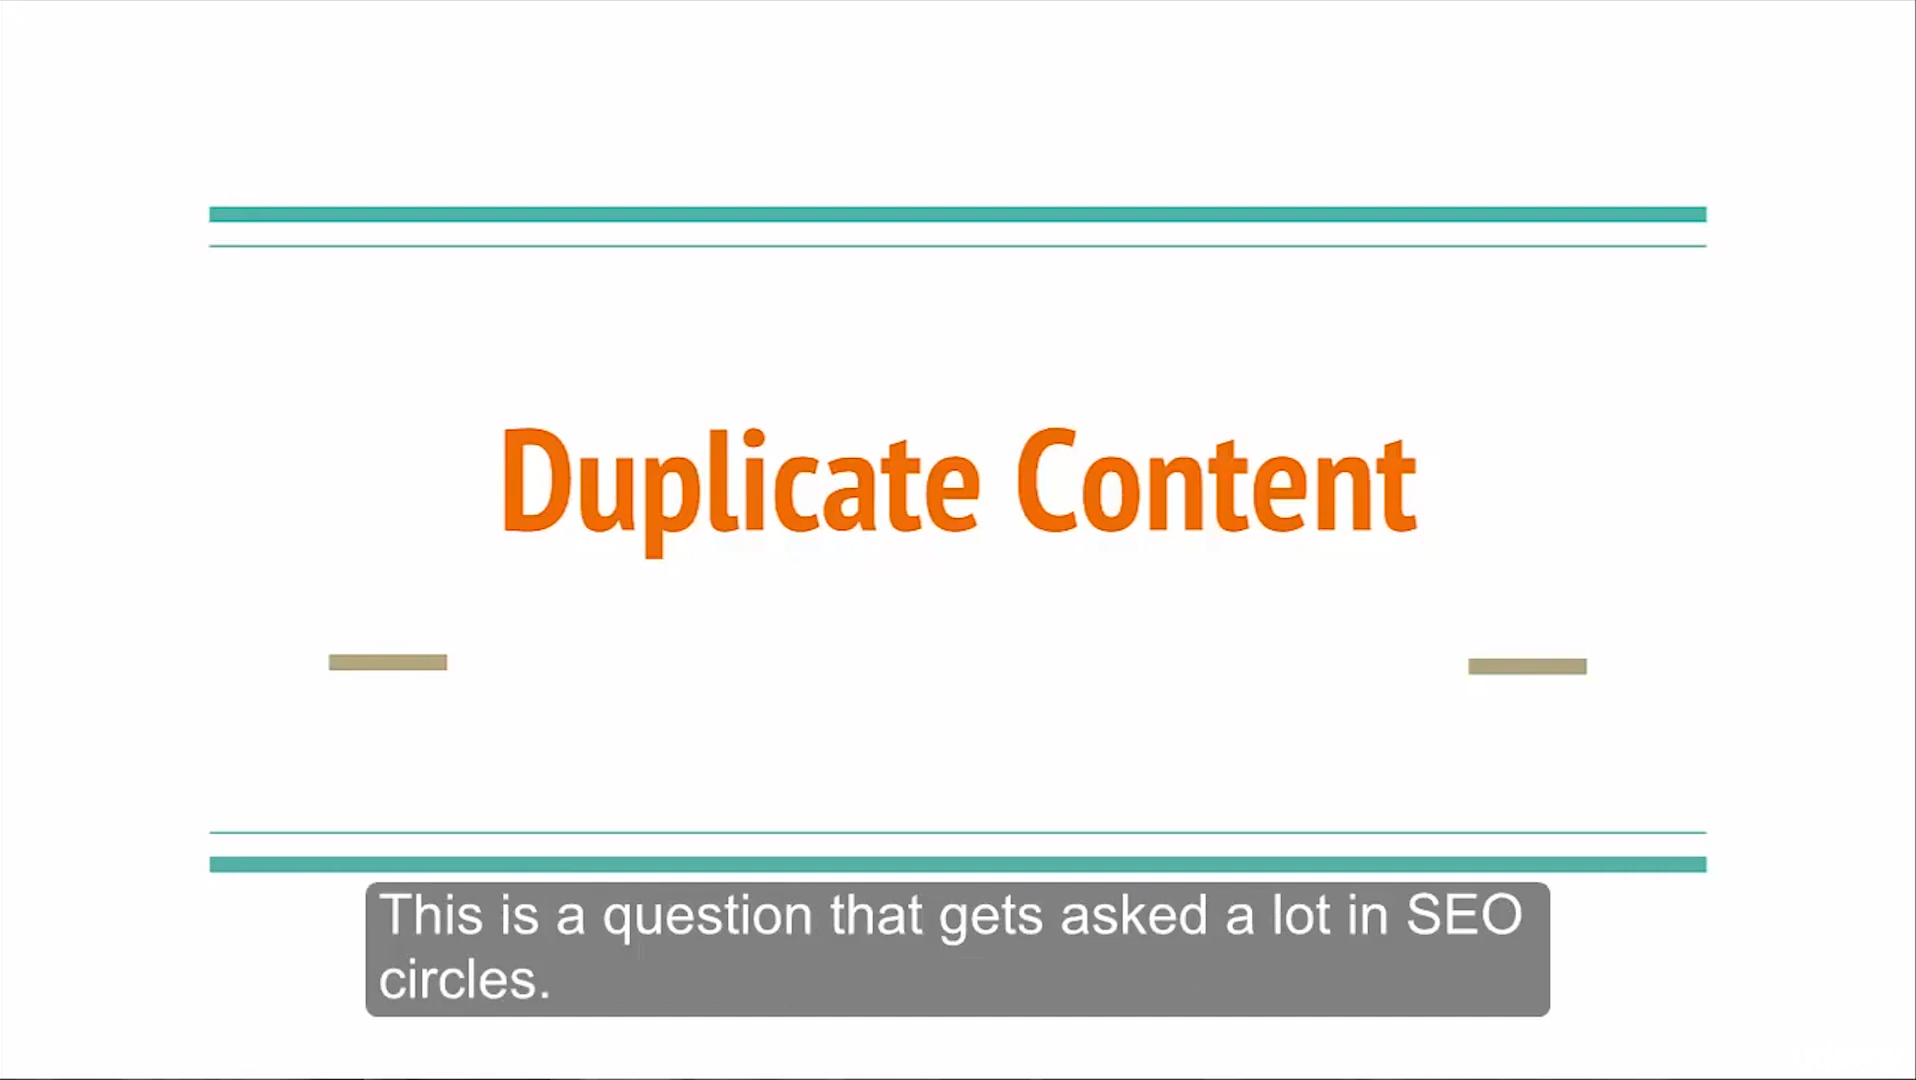 Duplicate Content
This is a question that gets asked a lot in SEO
circles.